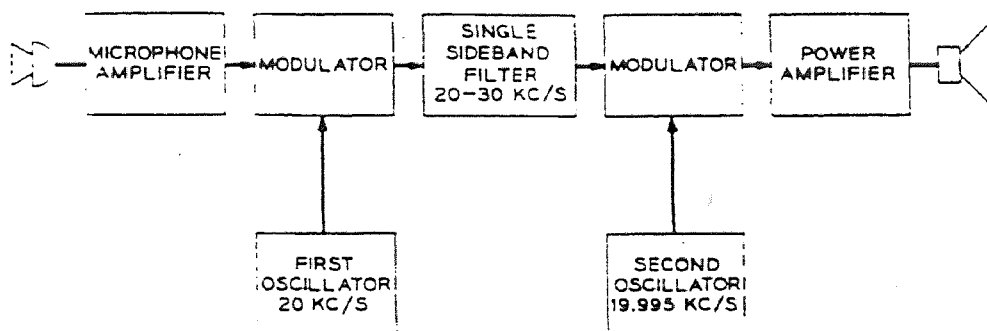 MICROPHONE
AMPLIFIER
MODULATOR
SINGLE
SIDEBAND
FILTER
20-30 KC/S
MODULATOR
POWER
AMPLIFIER
FIRST
OSCILLATOR
20 KC/S
SECOND
OSCILLATOR
19.995 KC/S